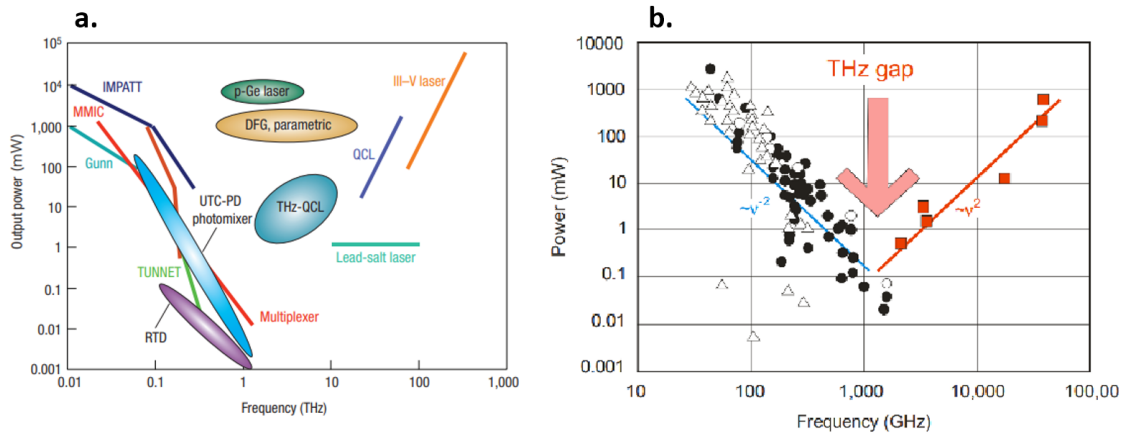 a.
Output power (mW)
10⁵
10⁴
1,000
100
10
1
0.1
0.01
0.001
IMPATT
MMIC
Gunn
p-Ge laser
DFG, parametric
III–V laser
QCL
UTC-PD
photomixer
THz-QCL
Lead-salt laser
TUNNET
RTD
Multiplexer
0.01
0.1
1
10
100
1,000
Frequency (THz)
b.
Power (mW)
10000
1000
100
10
1
0.1
0.01
0.001
THz gap
~ν⁻²
~ν²
10
100
1,000
10,000
100,00
Frequency (GHz)